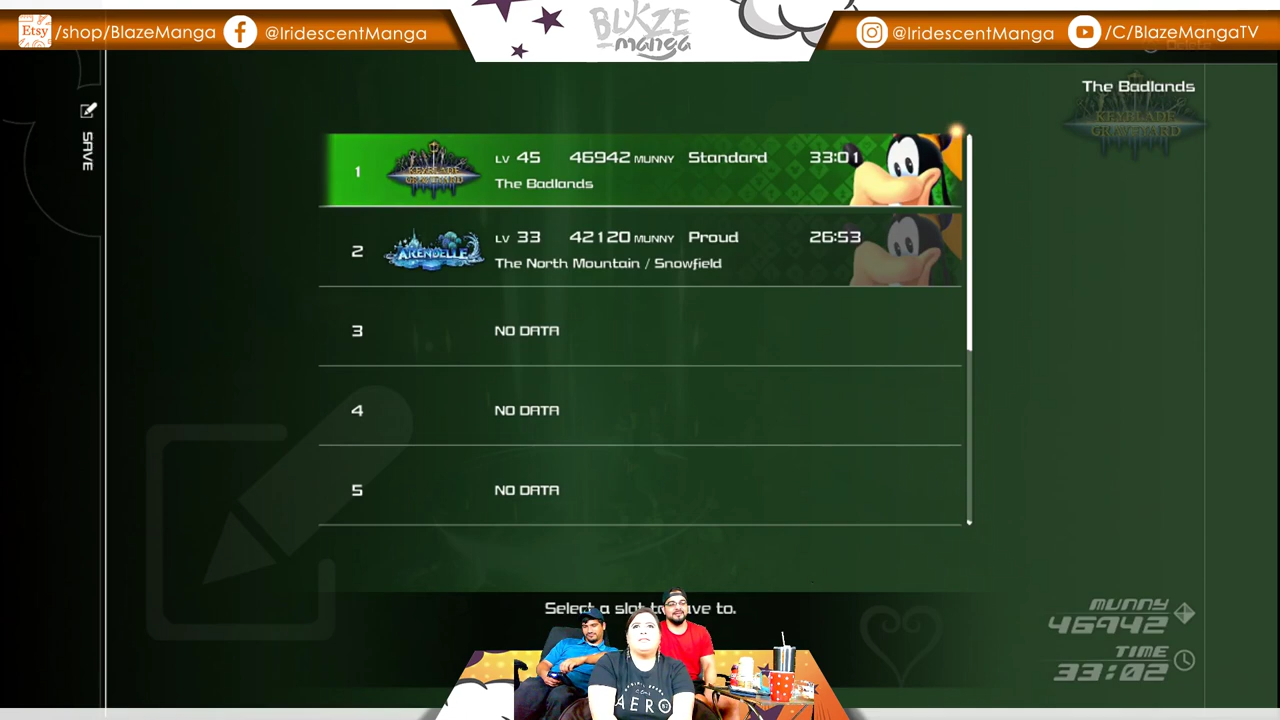 Etsy /shop/BlazeManga @IridescentManga
BLAZE manga
@IridescentManga /C/BlazeMangaTV
Delete
The Badlands
KEYBLADE GRAVEYARD
SAVE
1 KEYBLADE GRAVEYARD LV 45 46942 MUNNY Standard 33:01
The Badlands
2 ARENDELLE LV 33 42120 MUNNY Proud 26:53
The North Mountain / Snowfield
3 NO DATA
4 NO DATA
5 NO DATA
Select a slot to save to.
MUNNY
46942
TIME
33:02
AERO